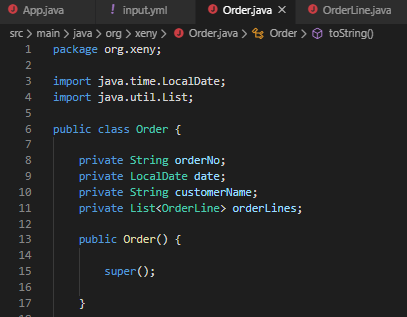 App.java ! input.yml Order.java × OrderLine.java
src > main > java > org > xeny > Order.java > Order > toString()
1 package org.xeny;
2
3 import java.time.LocalDate;
4 import java.util.List;
5
6 public class Order {
7
8 private String orderNo;
9 private LocalDate date;
10 private String customerName;
11 private List<OrderLine> orderLines;
12
13 public Order() {
14
15 super();
16
17 }